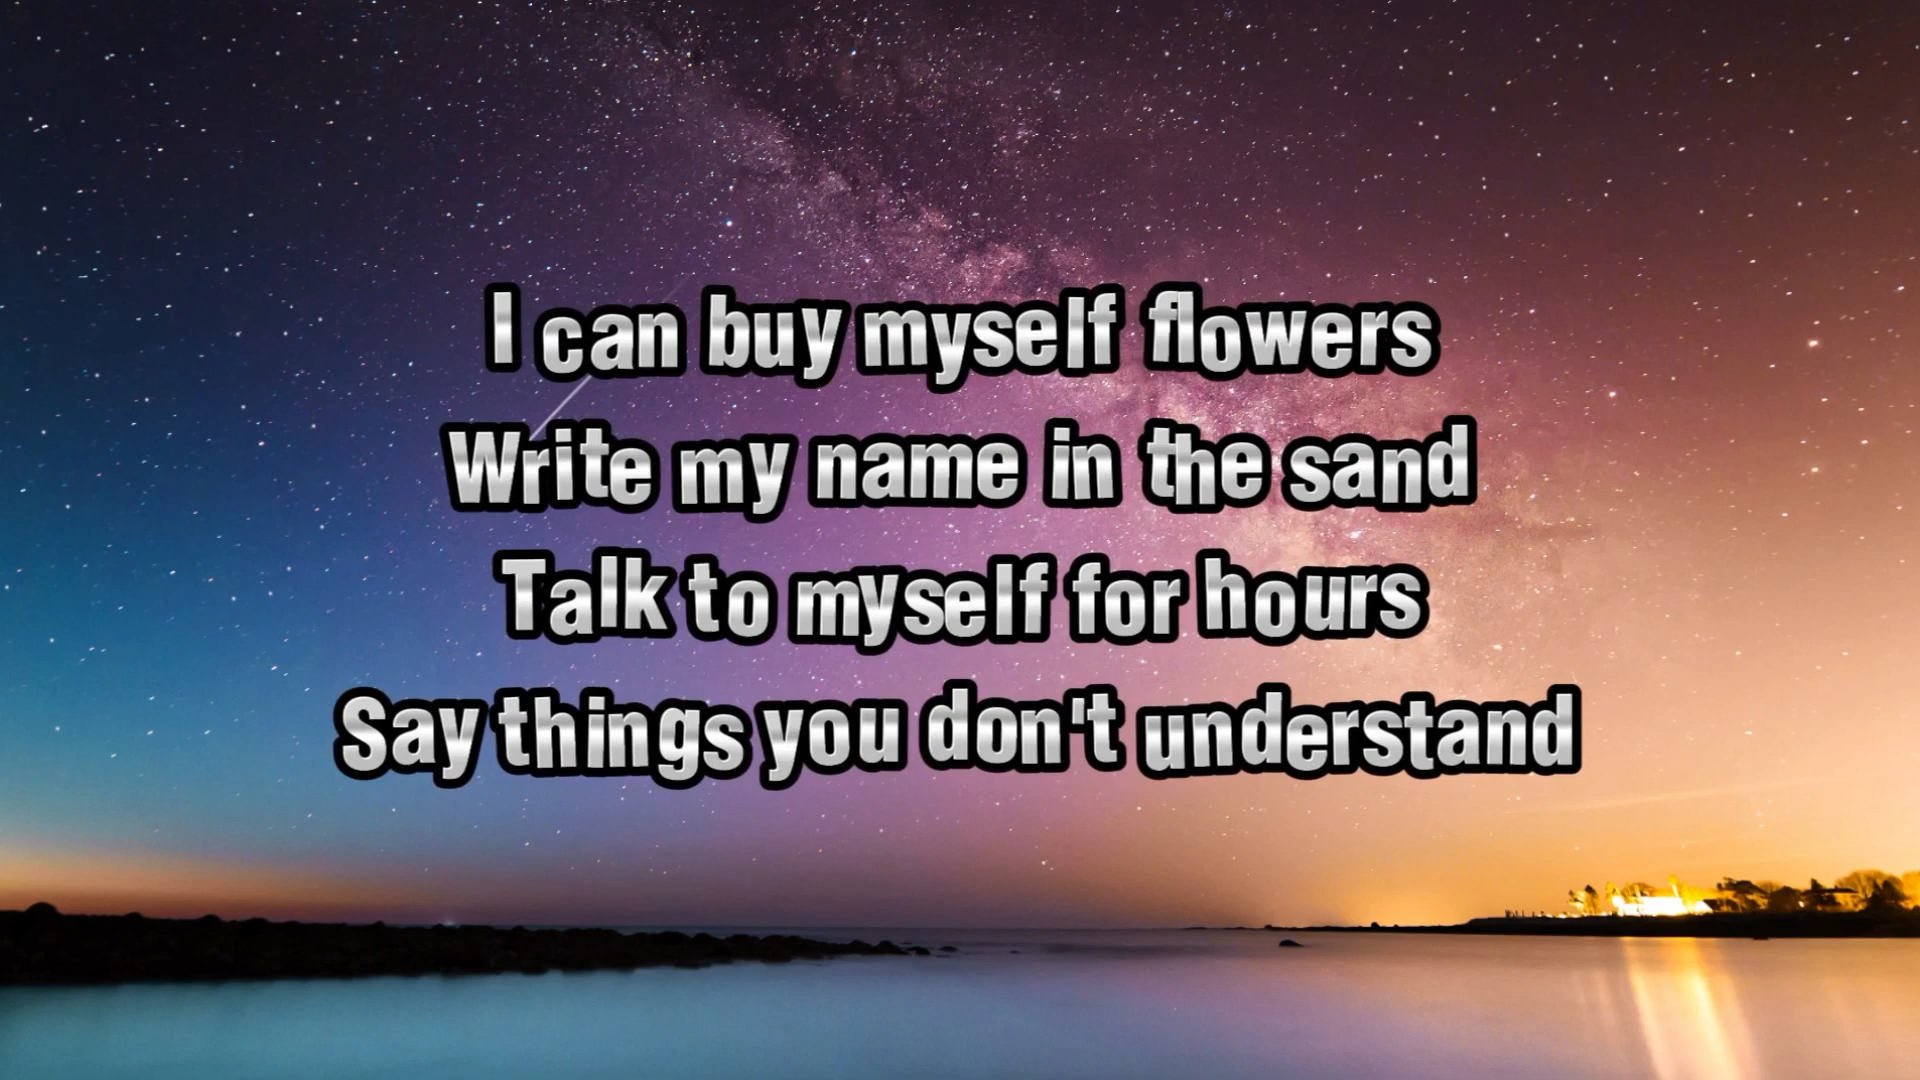 I can buy myself flowers
Write my name in the sand
Talk to myself for hours
Say things you don't understand